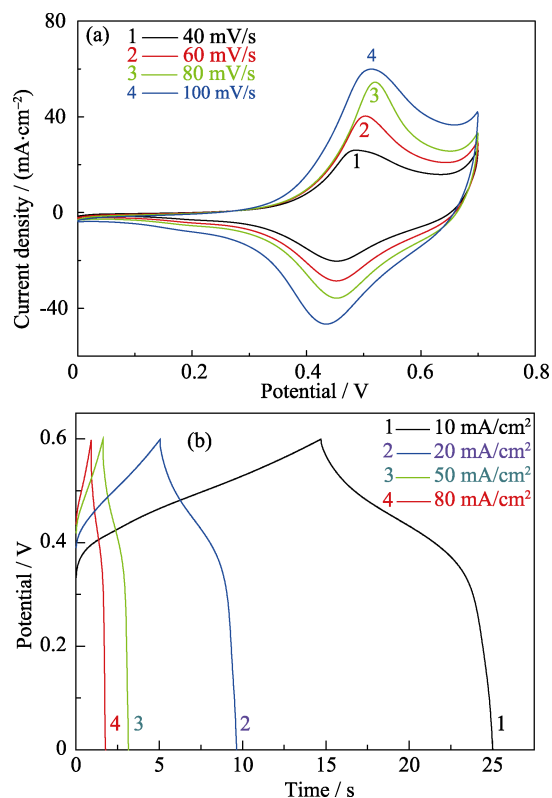 (a)
1 40 mV/s
2 60 mV/s
3 80 mV/s
4 100 mV/s
4
3
2
1
80
40
0
-40
60
0
0.2
0.4
0.6
0.8
Current density / (mA·cm⁻²)
Potential / V
(b)
1 10 mA/cm²
2 20 mA/cm²
3 50 mA/cm²
4 80 mA/cm²
0.6
0.4
0.2
0
4
3
2
1
0
5
10
15
20
25
Potential / V
Time / s